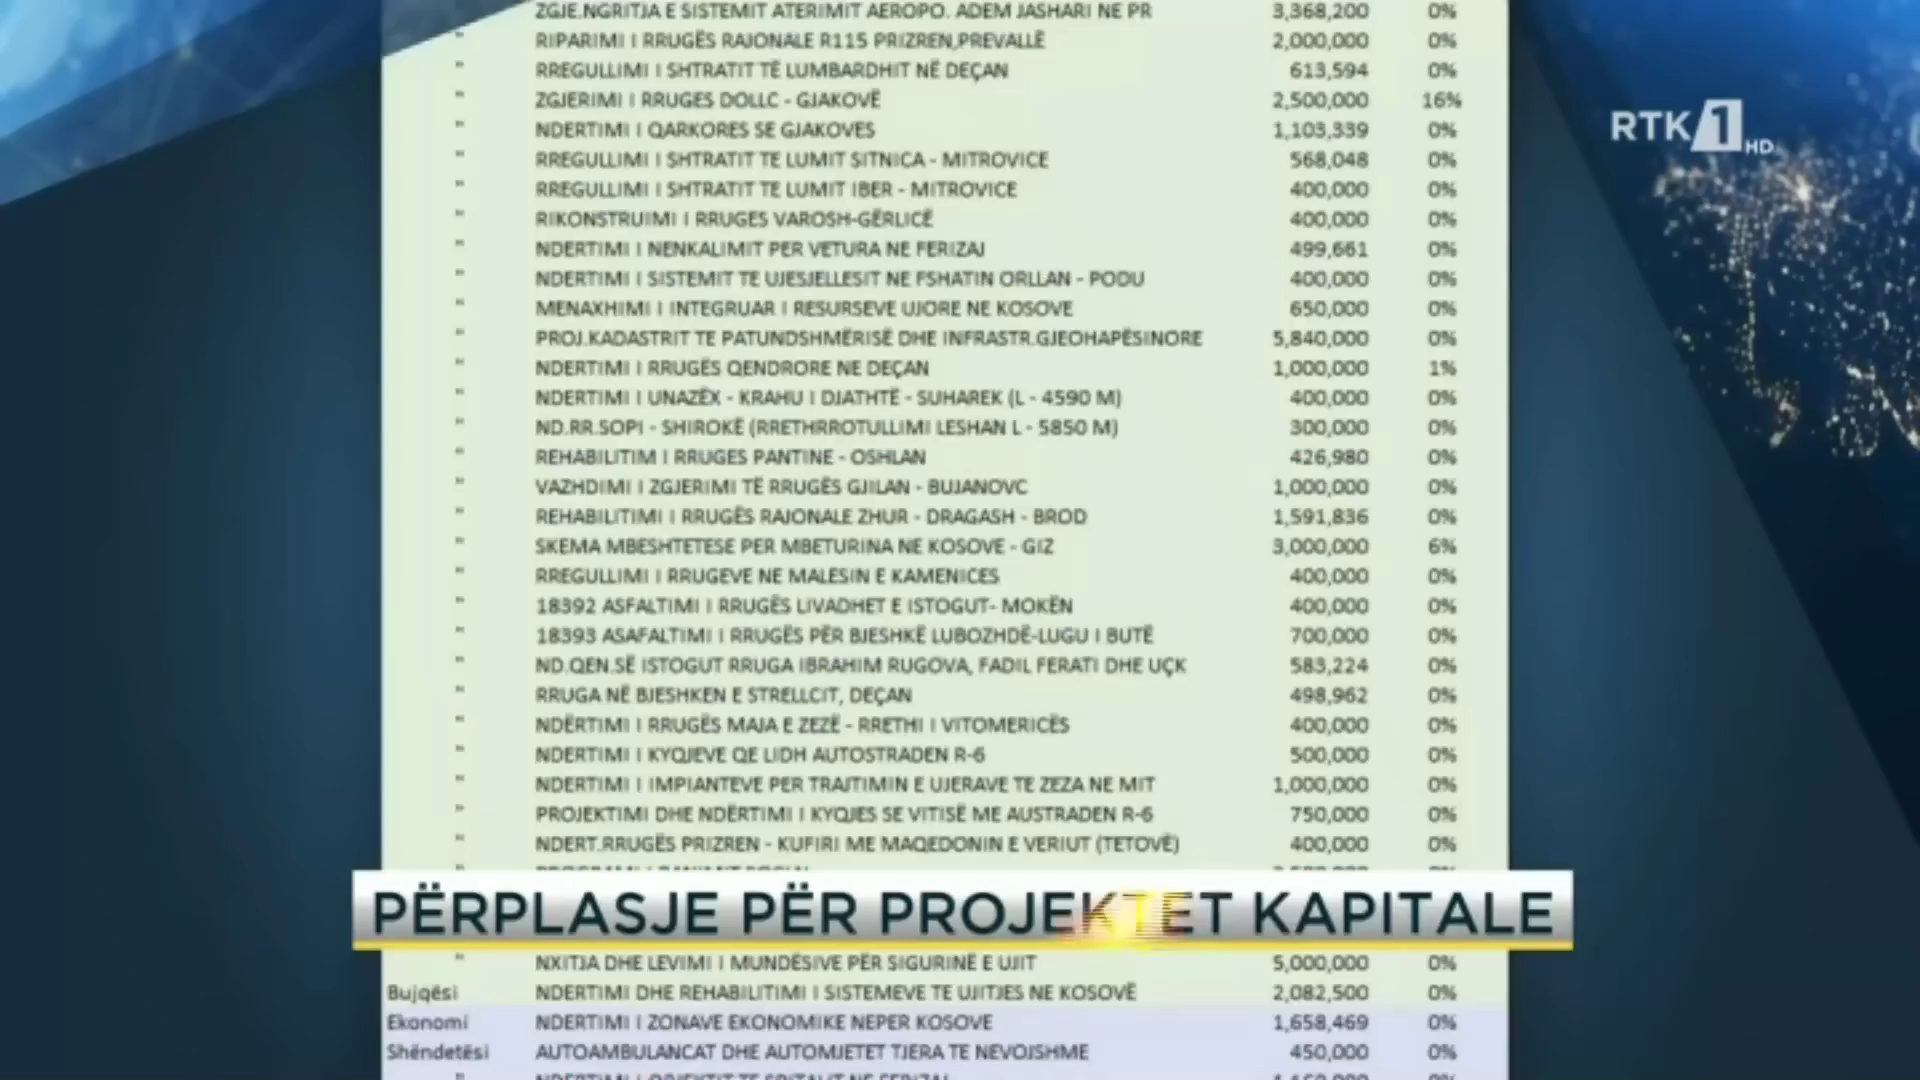 ZGJE.NGRITJA E SISTEMIT ATERIMIT AEROPO. ADEM JASHARI NE PR 3,368,200 0%
" RIPARIMI I RRUGËS RAJONALE R115 PRIZREN,PREVALLË 2,000,000 0%
" RREGULLIMI I SHTRATIT TË LUMBARDHIT NË DEÇAN 613,594 0%
" ZGJERIMI I RRUGES DOLLC - GJAKOVË 2,500,000 16%
" NDERTIMI I QARKORES SE GJAKOVES 1,103,339 0%
" RREGULLIMI I SHTRATIT TE LUMIT SITNICA - MITROVICE 568,048 0%
" RREGULLIMI I SHTRATIT TE LUMIT IBER - MITROVICE 400,000 0%
" RIKONSTRUIMI I RRUGES VAROSH-GËRLICË 400,000 0%
" NDERTIMI I NENKALIMIT PER VETURA NE FERIZAJ 499,661 0%
" NDERTIMI I SISTEMIT TE UJESJELLESIT NE FSHATIN ORLLAN - PODU 400,000 0%
" MENAXHIMI I INTEGRUAR I RESURSEVE UJORE NE KOSOVE 650,000 0%
" PROJ.KADASTRIT TE PATUNDSHMËRISË DHE INFRASTR.GJEOHAPËSINORE 5,840,000 0%
" NDERTIMI I RRUGËS QENDRORE NE DEÇAN 1,000,000 1%
" NDERTIMI I UNAZËX - KRAHU I DJATHTË - SUHAREK (L - 4590 M) 400,000 0%
" ND.RR.SOPI - SHIROKË (RRETHRROTULLIMI LESHAN L - 5850 M) 300,000 0%
" REHABILITIM I RRUGES PANTINE - OSHLAN 426,980 0%
" VAZHDIMI I ZGJERIMI TË RRUGËS GJILAN - BUJANOVC 1,000,000 0%
" REHABILITIMI I RRUGËS RAJONALE ZHUR - DRAGASH - BROD 1,591,836 0%
" SKEMA MBESHTETESE PER MBETURINA NE KOSOVE - GIZ 3,000,000 6%
" RREGULLIMI I RRUGEVE NE MALESIN E KAMENICES 400,000 0%
" 18392 ASFALTIMI I RRUGËS LIVADHET E ISTOGUT- MOKËN 400,000 0%
" 18393 ASAFALTIMI I RRUGËS PËR BJESHKË LUBOZHDË-LUGU I BUTË 700,000 0%
" ND.QEN.SË ISTOGUT RRUGA IBRAHIM RUGOVA, FADIL FERATI DHE UÇK 583,224 0%
" RRUGA NË BJESHKEN E STRELLCIT, DEÇAN 498,962 0%
" NDËRTIMI I RRUGËS MAJA E ZEZË - RRETHI I VITOMERICËS 400,000 0%
" NDERTIMI I KYQJEVE QE LIDH AUTOSTRADEN R-6 500,000 0%
" NDERTIMI I IMPIANTEVE PER TRAJTIMIN E UJERAVE TE ZEZA NE MIT 1,000,000 0%
" PROJEKTIMI DHE NDËRTIMI I KYQJES SE VITISË ME AUSTRADEN R-6 750,000 0%
" NDERT.RRUGËS PRIZREN - KUFIRI ME MAQEDONIN E VERIUT (TETOVË) 400,000 0%
PËRPLASJE PËR PROJEKTET KAPITALE
" NXITJA DHE LEVIMI I MUNDËSIVE PËR SIGURINË E UJIT 5,000,000 0%
Bujqësi NDERTIMI DHE REHABILITIMI I SISTEMEVE TE UJITJES NE KOSOVË 2,082,500 0%
Ekonomi NDERTIMI I ZONAVE EKONOMIKE NEPER KOSOVE 1,658,469 0%
Shëndetësi AUTOAMBULANCAT DHE AUTOMJETET TJERA TE NEVOJSHME 450,000 0%
RTK 1 HD